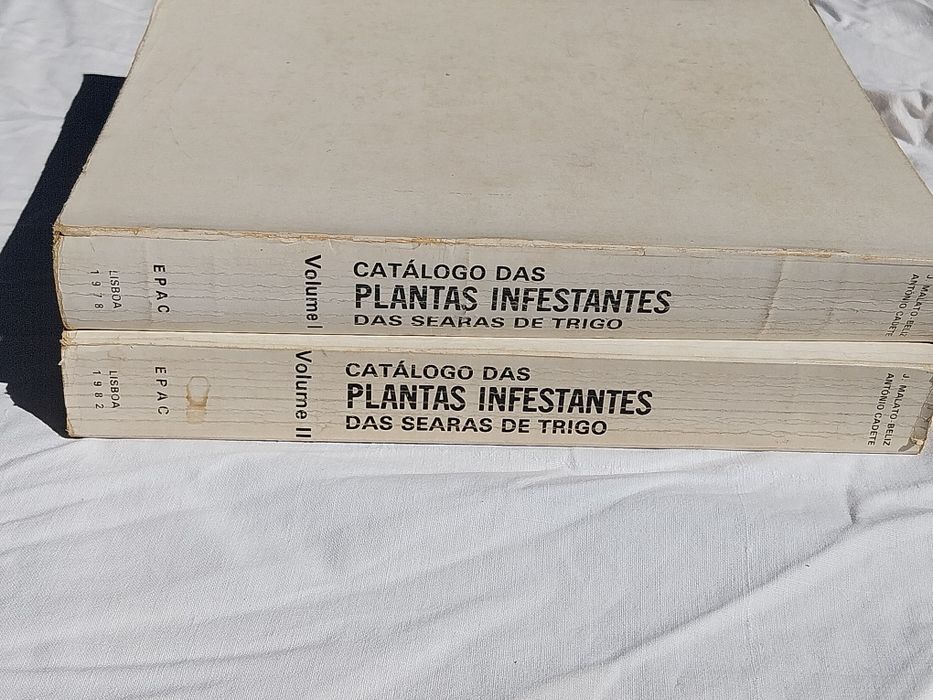 CATÁLOGO DAS
PLANTAS INFESTANTES
DAS SEARAS DE TRIGO
Volume I
EPAC
LISBOA
1978
J. MALATO-BELIZ
ANTÓNIO CADETE
CATÁLOGO DAS
PLANTAS INFESTANTES
DAS SEARAS DE TRIGO
Volume II
EPAC
LISBOA
1982
J. MALATO-BELIZ
ANTÓNIO CADETE